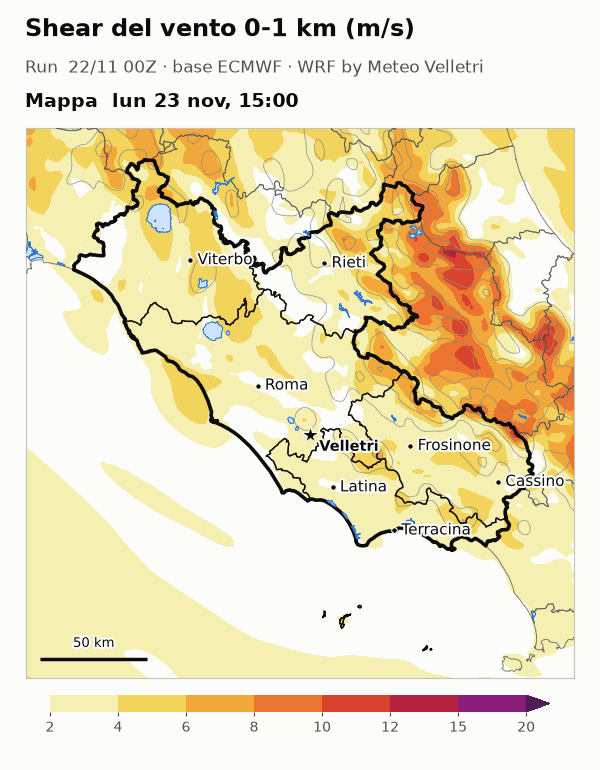 Shear del vento 0-1 km (m/s)
Run  22/11 00Z · base ECMWF · WRF by Meteo Velletri
Mappa  lun 23 nov, 15:00
Viterbo
Rieti
Roma
Velletri
Frosinone
Cassino
Latina
Terracina
50 km
2 4 6 8 10 12 15 20